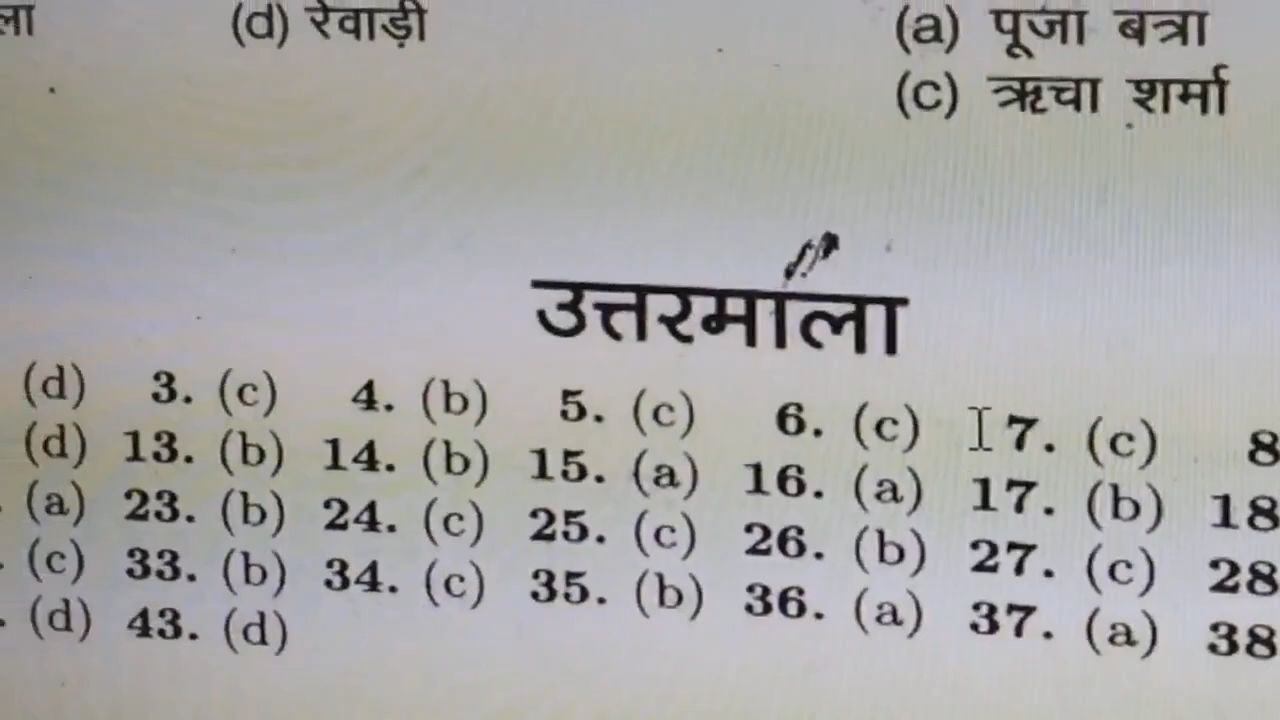 ला (d) रेवाड़ी (a) पूजा बत्रा
(c) ऋचा शर्मा
उत्तरमाला
(d) 3. (c) 4. (b) 5. (c) 6. (c) 7. (c) 8
(d) 13. (b) 14. (b) 15. (a) 16. (a) 17. (b) 18
. (a) 23. (b) 24. (c) 25. (c) 26. (b) 27. (c) 28
. (c) 33. (b) 34. (c) 35. (b) 36. (a) 37. (a) 38
. (d) 43. (d)